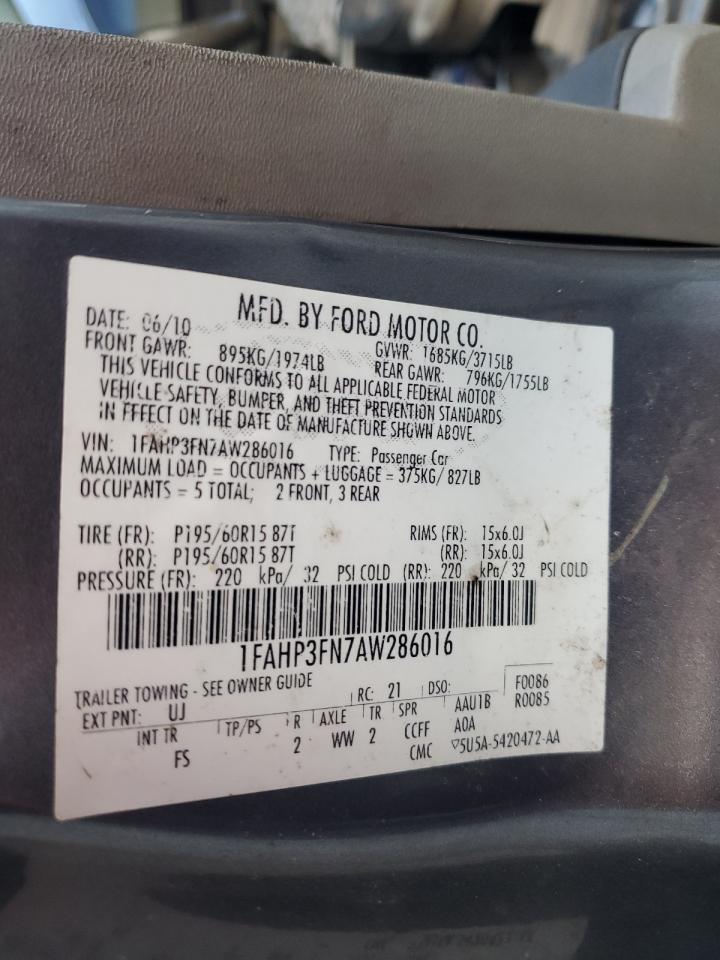 MFD. BY FORD MOTOR CO.
DATE: 06/10 GVWR: 1685KG/3715LB
FRONT GAWR: 895KG/1974LB REAR GAWR: 796KG/1755LB
THIS VEHICLE CONFORMS TO ALL APPLICABLE FEDERAL MOTOR
VEHICLE SAFETY, BUMPER, AND THEFT PREVENTION STANDARDS
IN EFFECT ON THE DATE OF MANUFACTURE SHOWN ABOVE.
VIN: 1FAHP3FN7AW286016 TYPE: Passenger Car
MAXIMUM LOAD = OCCUPANTS + LUGGAGE = 375KG/ 827LB
OCCUPANTS = 5 TOTAL; 2 FRONT, 3 REAR
TIRE (FR): P195/60R15 87T RIMS (FR): 15x6.0J
(RR): P195/60R15 87T (RR): 15x6.0J
PRESSURE (FR): 220 kPa/ 32 PSI COLD (RR): 220 kPa/ 32 PSI COLD
1FAHP3FN7AW286016
TRAILER TOWING - SEE OWNER GUIDE
EXT PNT: UJ RC: 21 DSO: F0086
R0085
INT TR TP/PS R AXLE TR SPR AAU1B
FS 2 WW 2 CCFF A0A
CMC ▽5U5A-5420472-AA